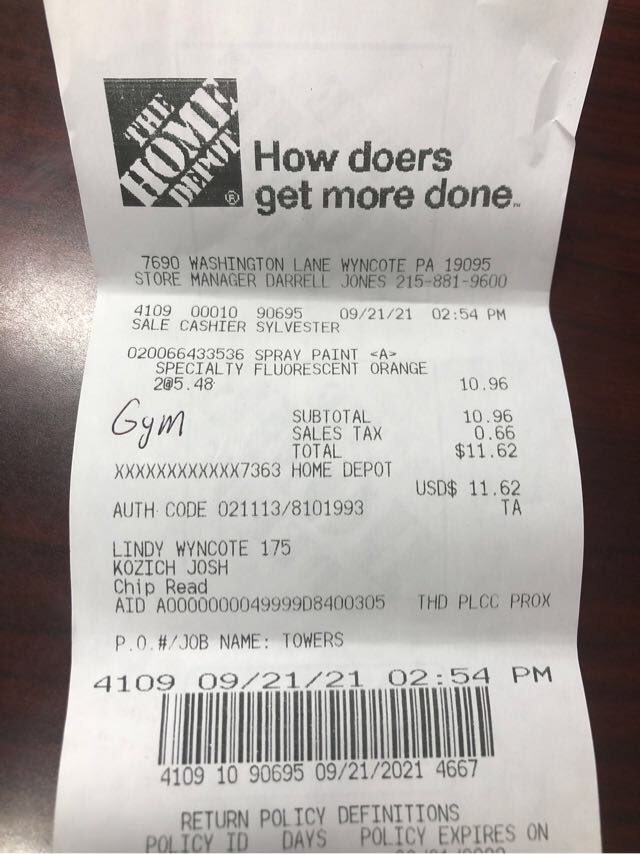 THE
HOME
DEPOT
®
How doers
get more done.™
7690 WASHINGTON LANE WYNCOTE PA 19095
STORE MANAGER DARRELL JONES 215-881-9600
4109 00010 90695 09/21/21 02:54 PM
SALE CASHIER SYLVESTER
020066433536 SPRAY PAINT <A>
SPECIALTY FLUORESCENT ORANGE
2@5.48 10.96
Gym
SUBTOTAL 10.96
SALES TAX 0.66
TOTAL $11.62
XXXXXXXXXXXX7363 HOME DEPOT
USD$ 11.62
AUTH CODE 021113/8101993 TA
LINDY WYNCOTE 175
KOZICH JOSH
Chip Read
AID A0000000049999D8400305 THD PLCC PROX
P.O.#/JOB NAME: TOWERS
4109 09/21/21 02:54 PM
4109 10 90695 09/21/2021 4667
RETURN POLICY DEFINITIONS
POLICY ID DAYS POLICY EXPIRES ON